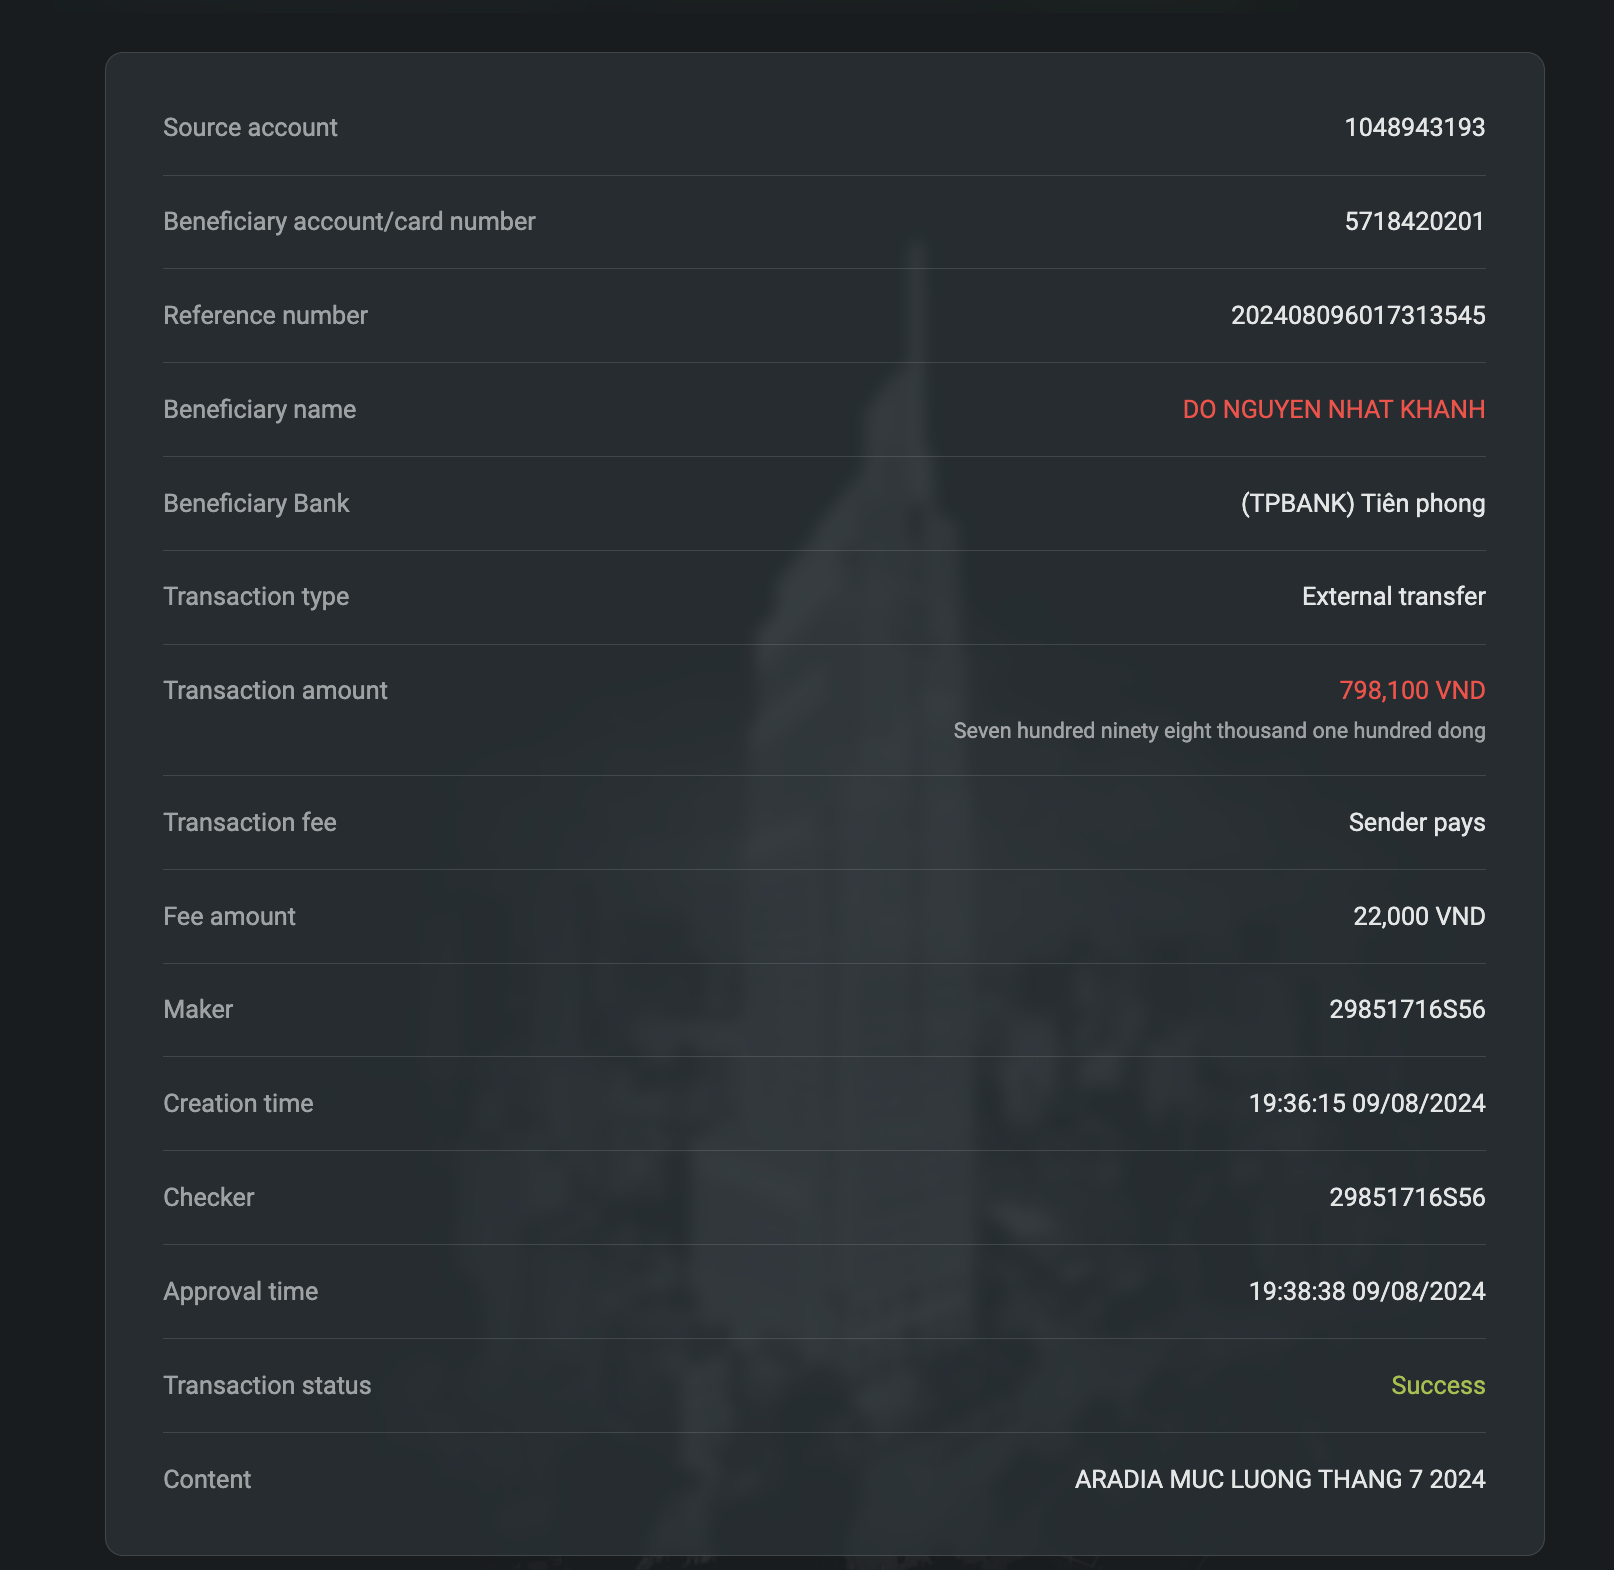 Source account 1048943193
Beneficiary account/card number 5718420201
Reference number 202408096017313545
Beneficiary name DO NGUYEN NHAT KHANH
Beneficiary Bank (TPBANK) Tiên phong
Transaction type External transfer
Transaction amount 798,100 VND
Seven hundred ninety eight thousand one hundred dong
Transaction fee Sender pays
Fee amount 22,000 VND
Maker 29851716S56
Creation time 19:36:15 09/08/2024
Checker 29851716S56
Approval time 19:38:38 09/08/2024
Transaction status Success
Content ARADIA MUC LUONG THANG 7 2024